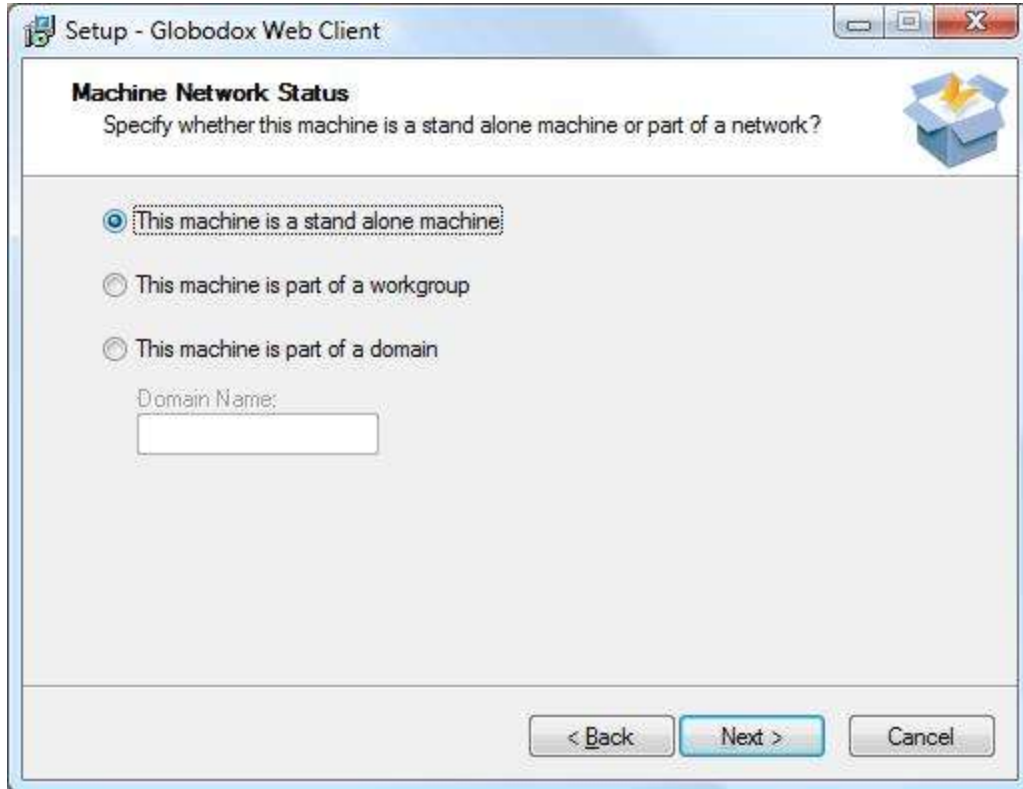 Setup - Globodox Web Client
Machine Network Status
Specify whether this machine is a stand alone machine or part of a network?
This machine is a stand alone machine
This machine is part of a workgroup
This machine is part of a domain
Domain Name:
< Back Next > Cancel